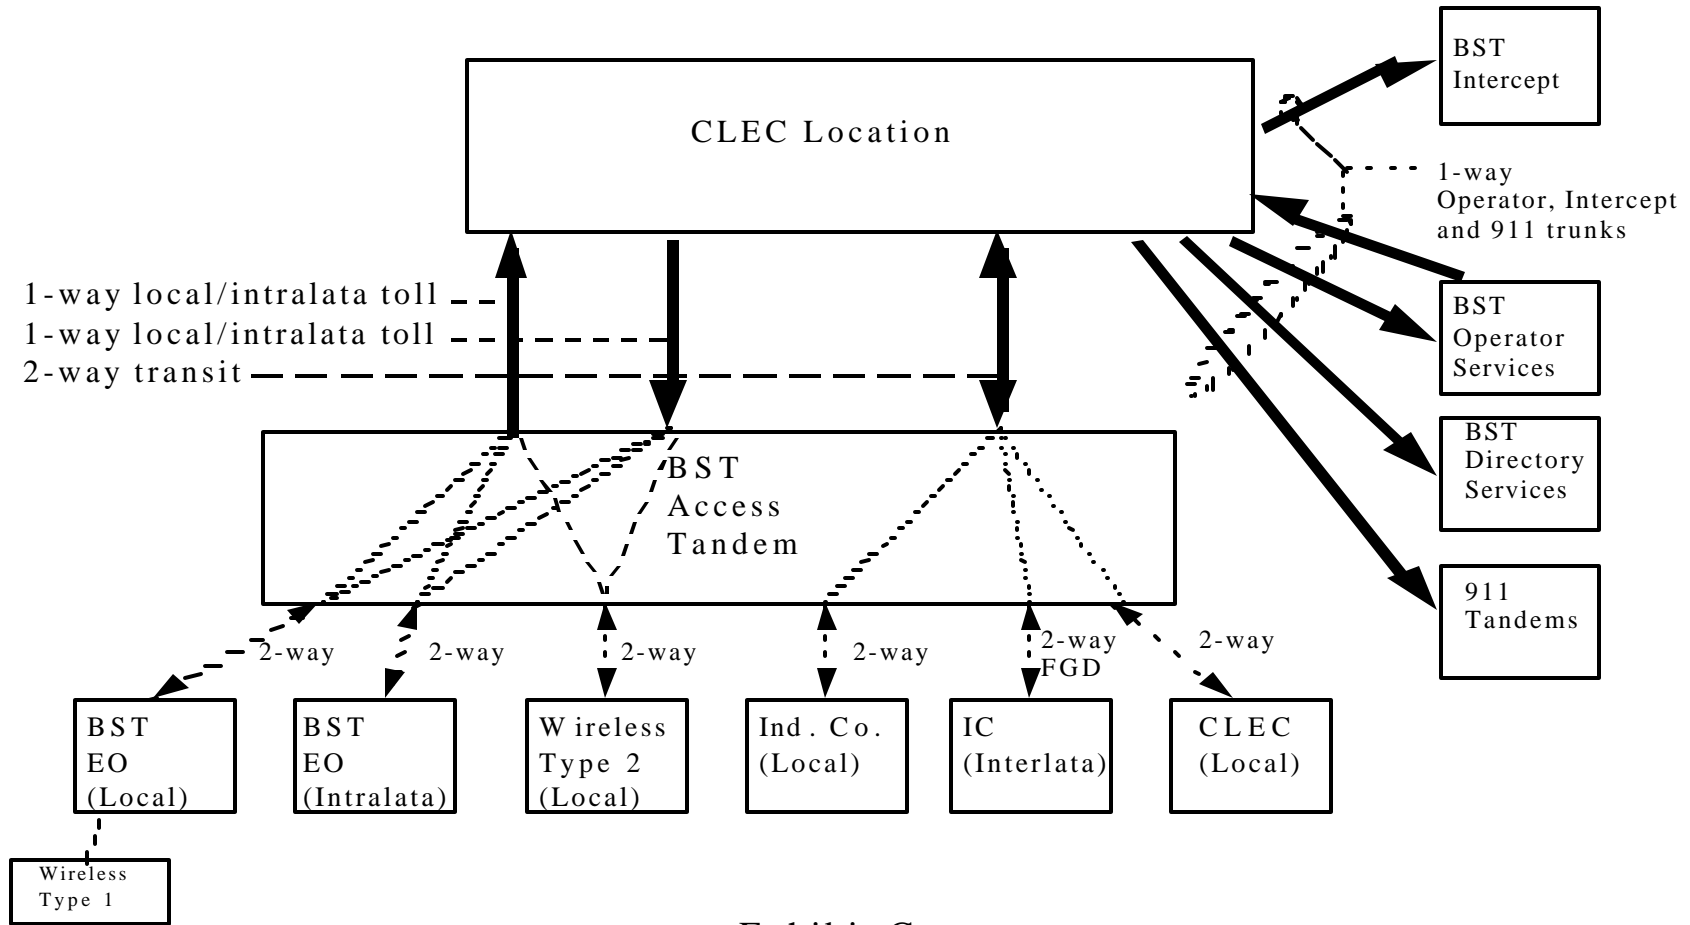 BST
Intercept
CLEC Location
1-way
Operator, Intercept
and 911 trunks
1-way local/intralata toll
1-way local/intralata toll
2-way transit
BST
Operator
Services
BST
Directory
Services
BST
Access
Tandem
911
Tandems
2-way
2-way
2-way
2-way
2-way
FGD
2-way
BST
EO
(Local)
BST
EO
(Intralata)
Wireless
Type 2
(Local)
Ind. Co.
(Local)
IC
(Interlata)
CLEC
(Local)
Wireless
Type 1